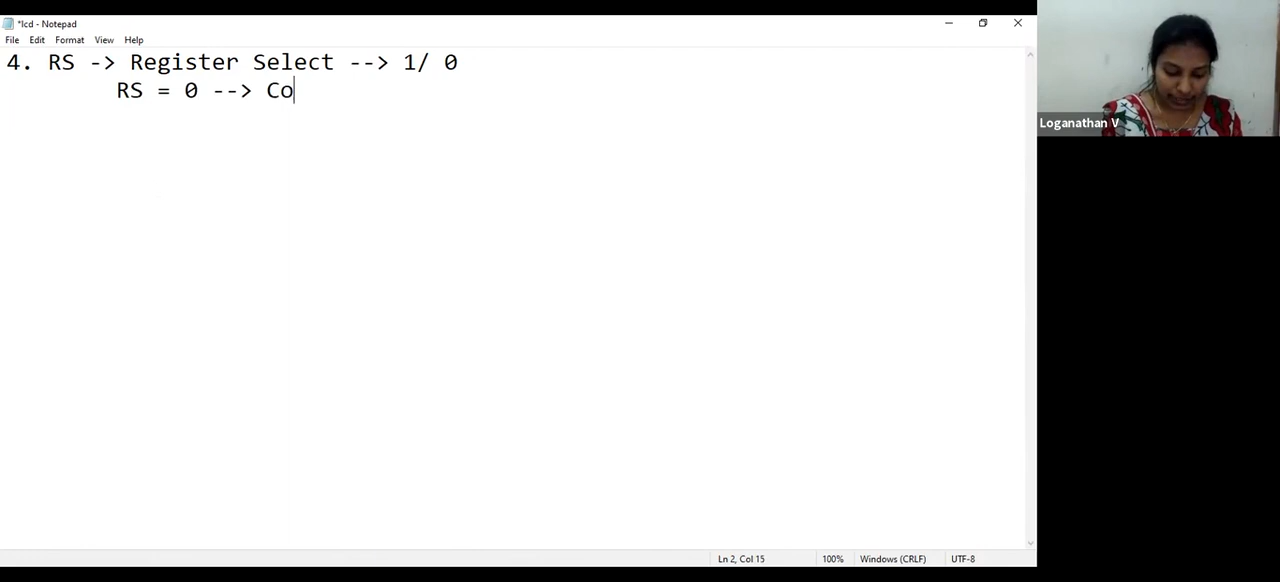 *lcd - Notepad
File Edit Format View Help
4. RS -> Register Select --> 1/ 0
RS = 0 --> Co
Loganathan V
Ln 2, Col 15 100% Windows (CRLF) UTF-8